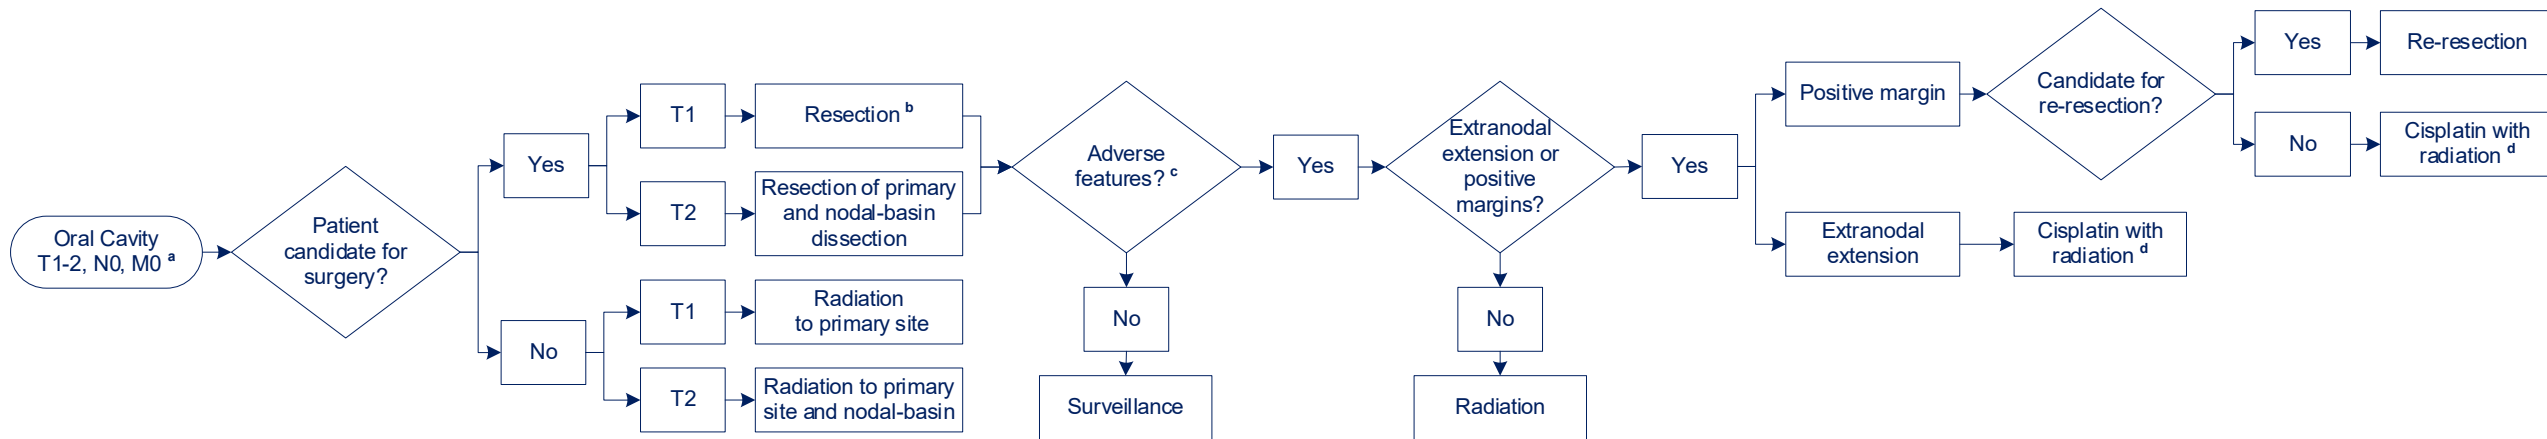 Oral Cavity
T1-2, N0, M0 a
Patient
candidate for
surgery?
Yes
T1
Resection b
T2
Resection of primary
and nodal-basin
dissection
No
T1
Radiation
to primary site
T2
Radiation to primary
site and nodal-basin
Adverse
features? c
No
Surveillance
Yes
Extranodal
extension or
positive
margins?
No
Radiation
Yes
Positive margin
Candidate for
re-resection?
Yes
Re-resection
No
Cisplatin with
radiation d
Extranodal
extension
Cisplatin with
radiation d